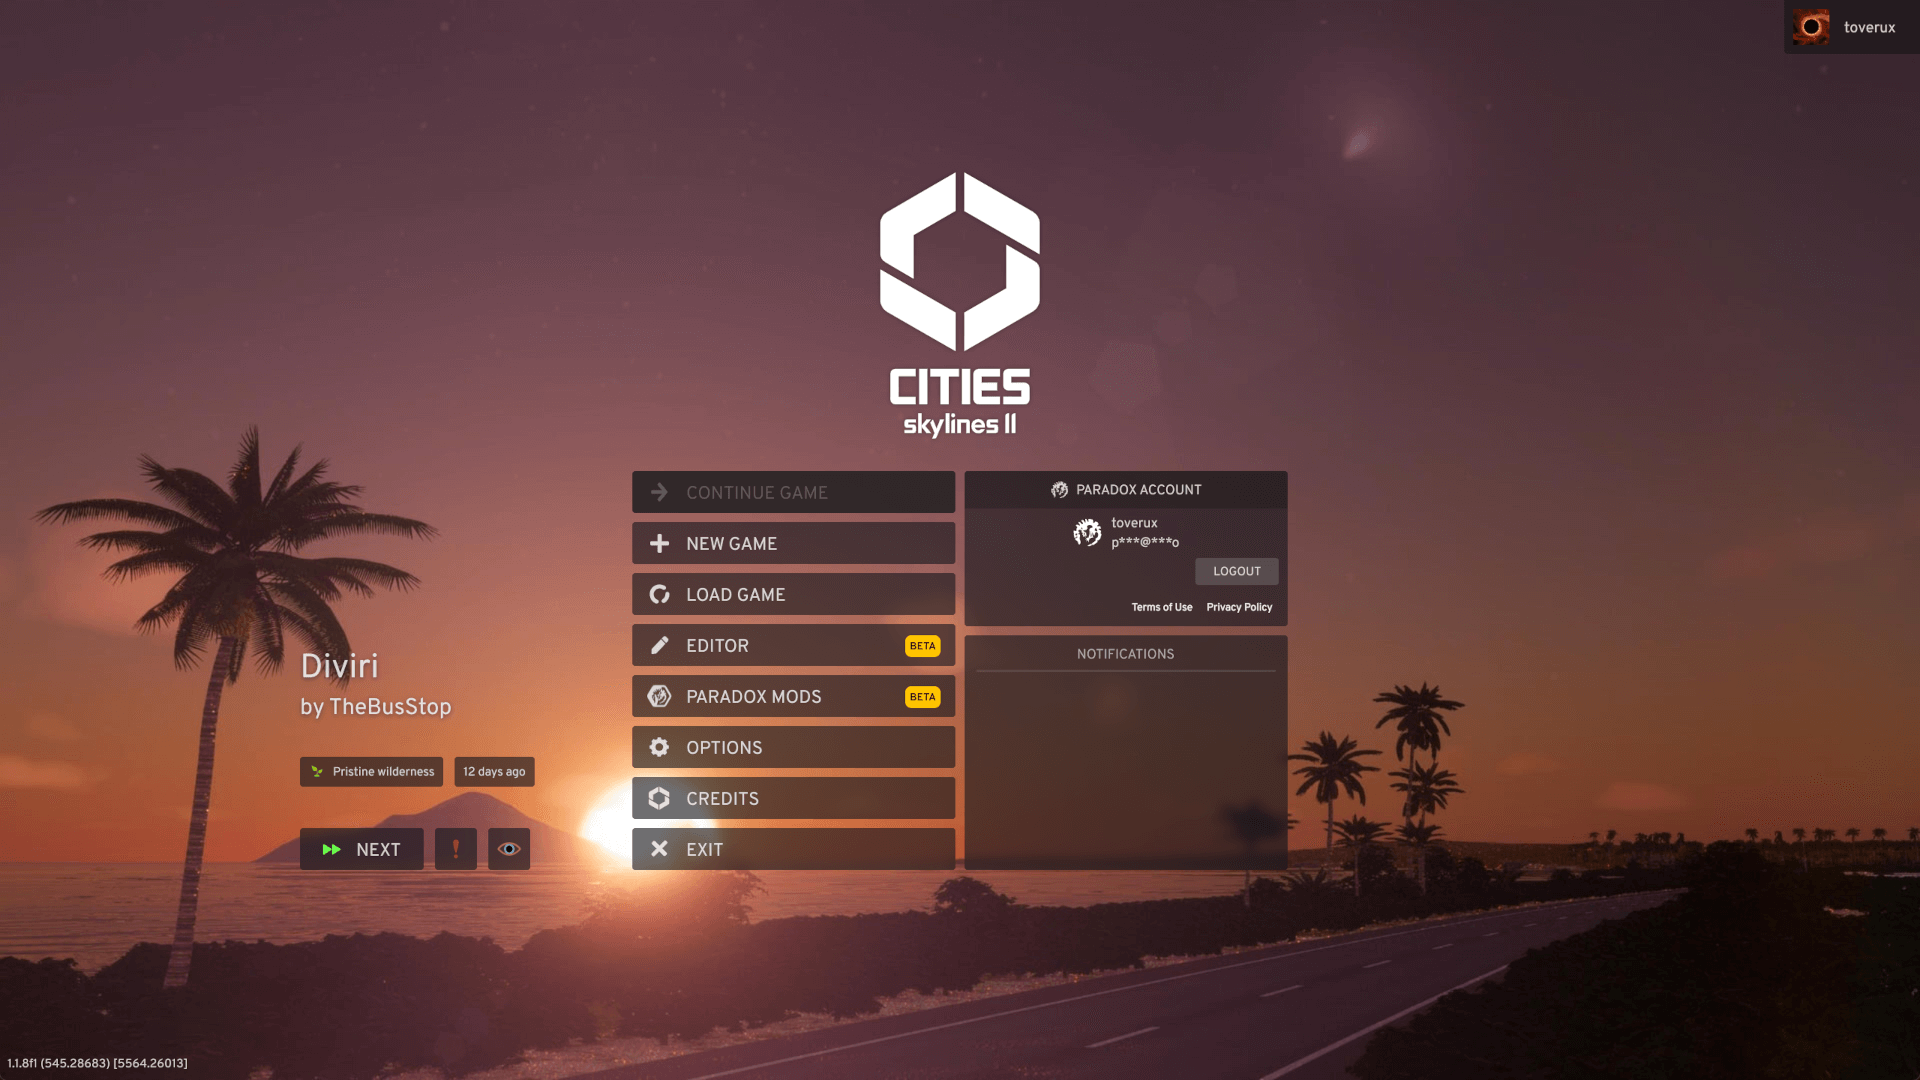 toverux
CITIES
skylines II
CONTINUE GAME
NEW GAME
LOAD GAME
EDITOR
BETA
PARADOX MODS
BETA
OPTIONS
CREDITS
EXIT
PARADOX ACCOUNT
toverux
p***@***o
LOGOUT
Terms of Use
Privacy Policy
NOTIFICATIONS
Diviri
by TheBusStop
Pristine wilderness
12 days ago
NEXT
1.1.8f1 (545.28683) [5564.26013]